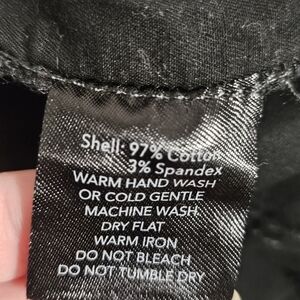 Shell: 97% Cotton
3% Spandex
WARM HAND WASH
OR COLD GENTLE
MACHINE WASH
DRY FLAT
WARM IRON
DO NOT BLEACH
DO NOT TUMBLE DRY